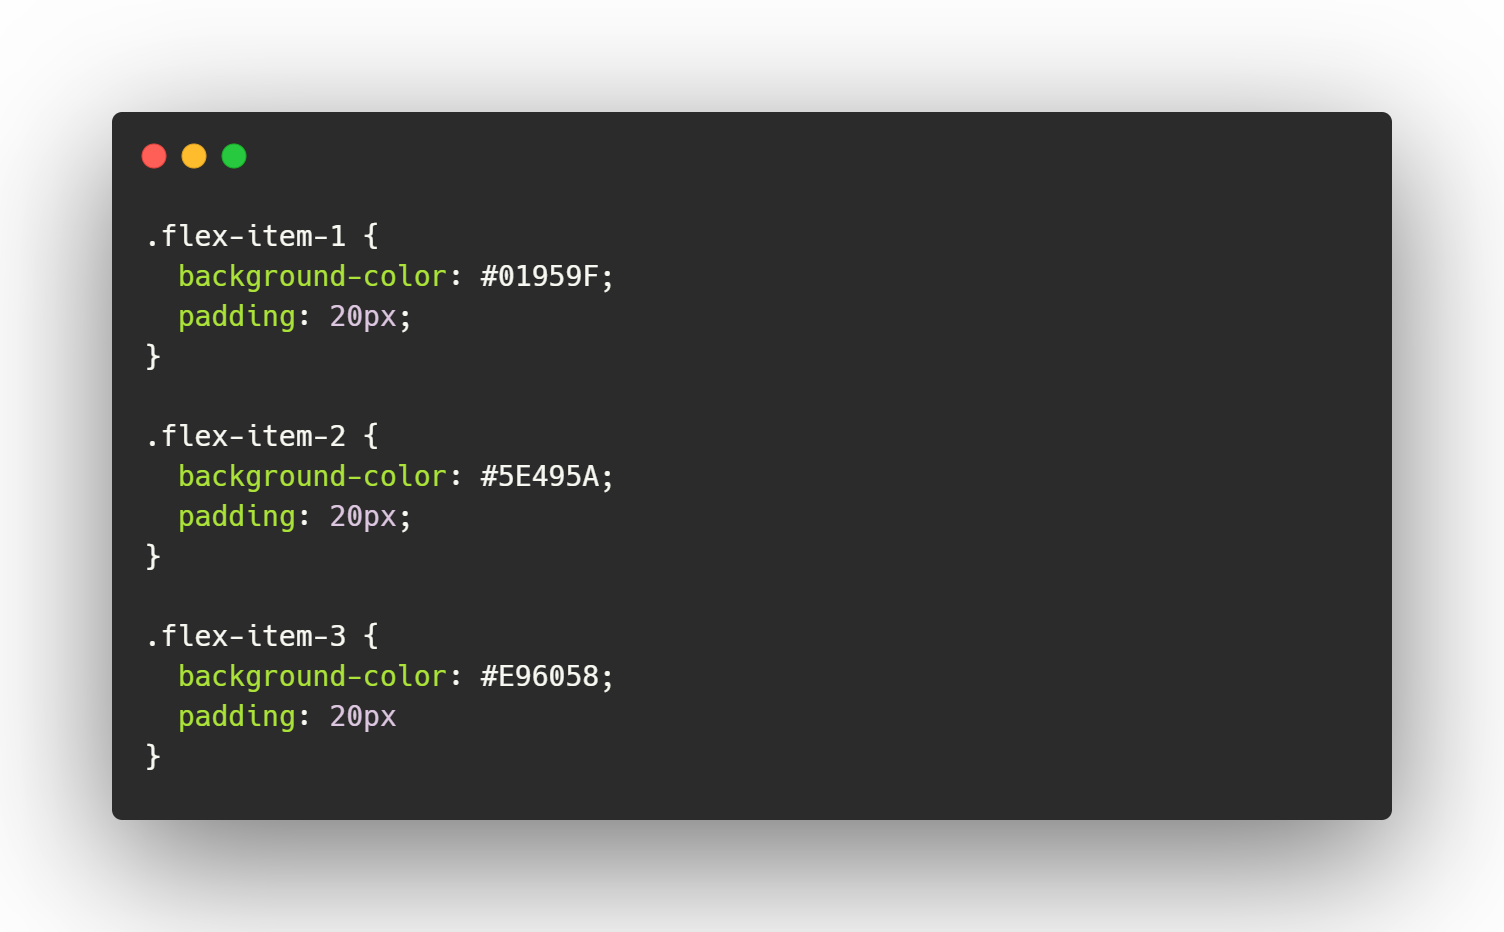 .flex-item-1 {
  background-color: #01959F;
  padding: 20px;
}

.flex-item-2 {
  background-color: #5E495A;
  padding: 20px;
}

.flex-item-3 {
  background-color: #E96058;
  padding: 20px
}